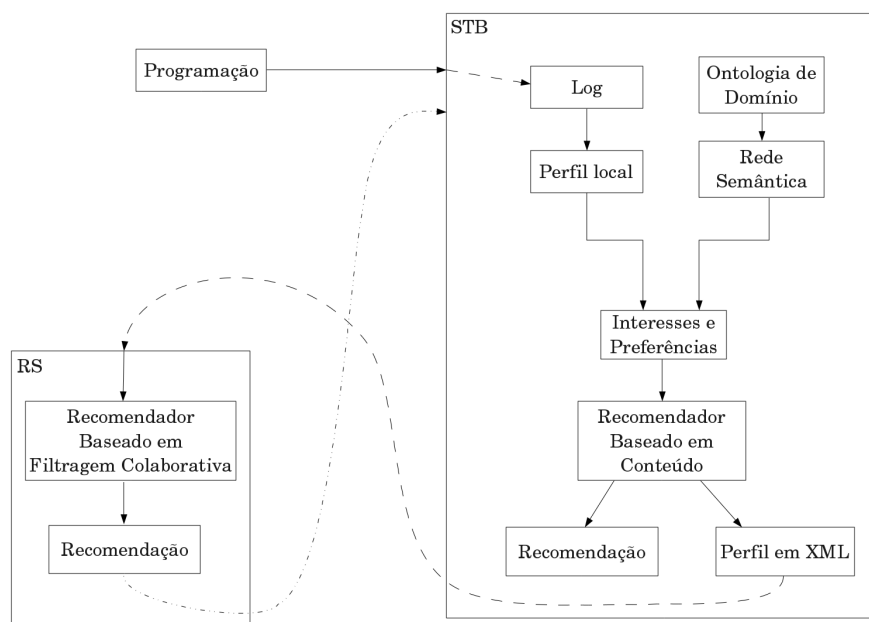 STB
Programação
Log
Ontologia de
Domínio
Perfil local
Rede
Semântica
Interesses e
Preferências
RS
Recomendador
Baseado em
Filtragem Colaborativa
Recomendador
Baseado em
Conteúdo
Recomendação
Recomendação
Perfil em XML